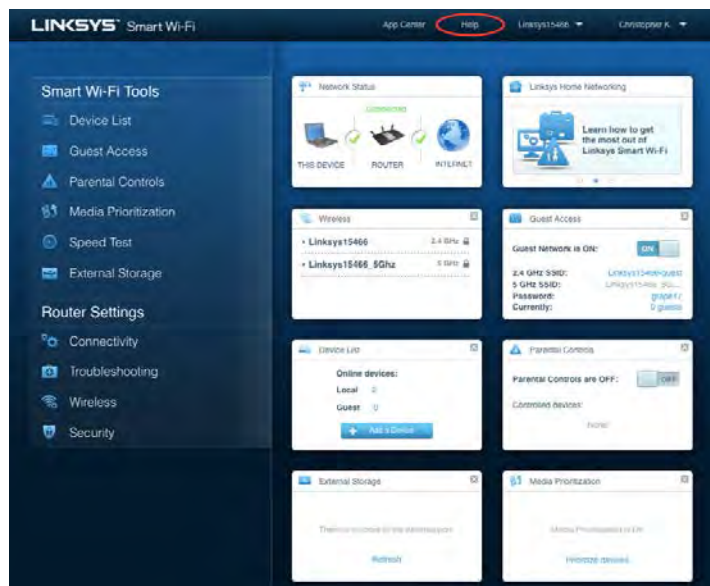 LINKSYS Smart Wi-Fi
App Center
Help
Linksys15466
Christopher K.
Smart Wi-Fi Tools
Device List
Guest Access
Parental Controls
Media Prioritization
Speed Test
External Storage
Router Settings
Connectivity
Troubleshooting
Wireless
Security
Network Status
Connected
THIS DEVICE ROUTER INTERNET
Linksys Home Networking
Learn how to get
the most out of
Linksys Smart Wi-Fi
Wireless
Linksys15466 2.4 GHz
Linksys15466_5Ghz 5 GHz
Guest Access
Guest Network is ON: ON
2.4 GHz SSID: Linksys15466-guest
5 GHz SSID:
Password:
Currently: 0 guests
Device List
Online devices:
Local
Guest 0
Add a Device
Parental Controls
Parental Controls are OFF: OFF
Controlled devices:
None
External Storage
Refresh
Media Prioritization
Prioritize devices